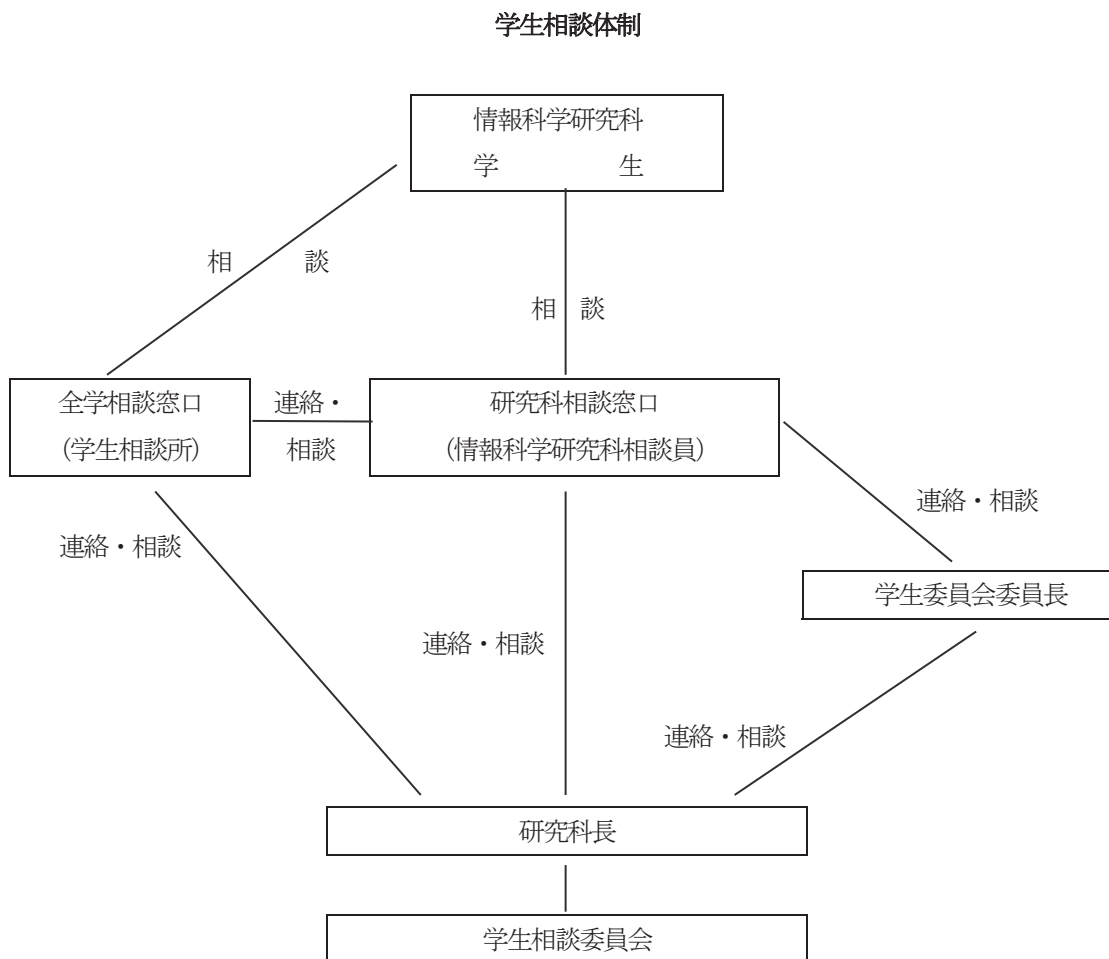 学生相談体制
情報科学研究科
学 生
相 談
相 談
全学相談窓口
(学生相談所)
連絡・
相談
研究科相談窓口
(情報科学研究科相談員)
連絡・相談
連絡・相談
学生委員会委員長
連絡・相談
連絡・相談
研究科長
学生相談委員会